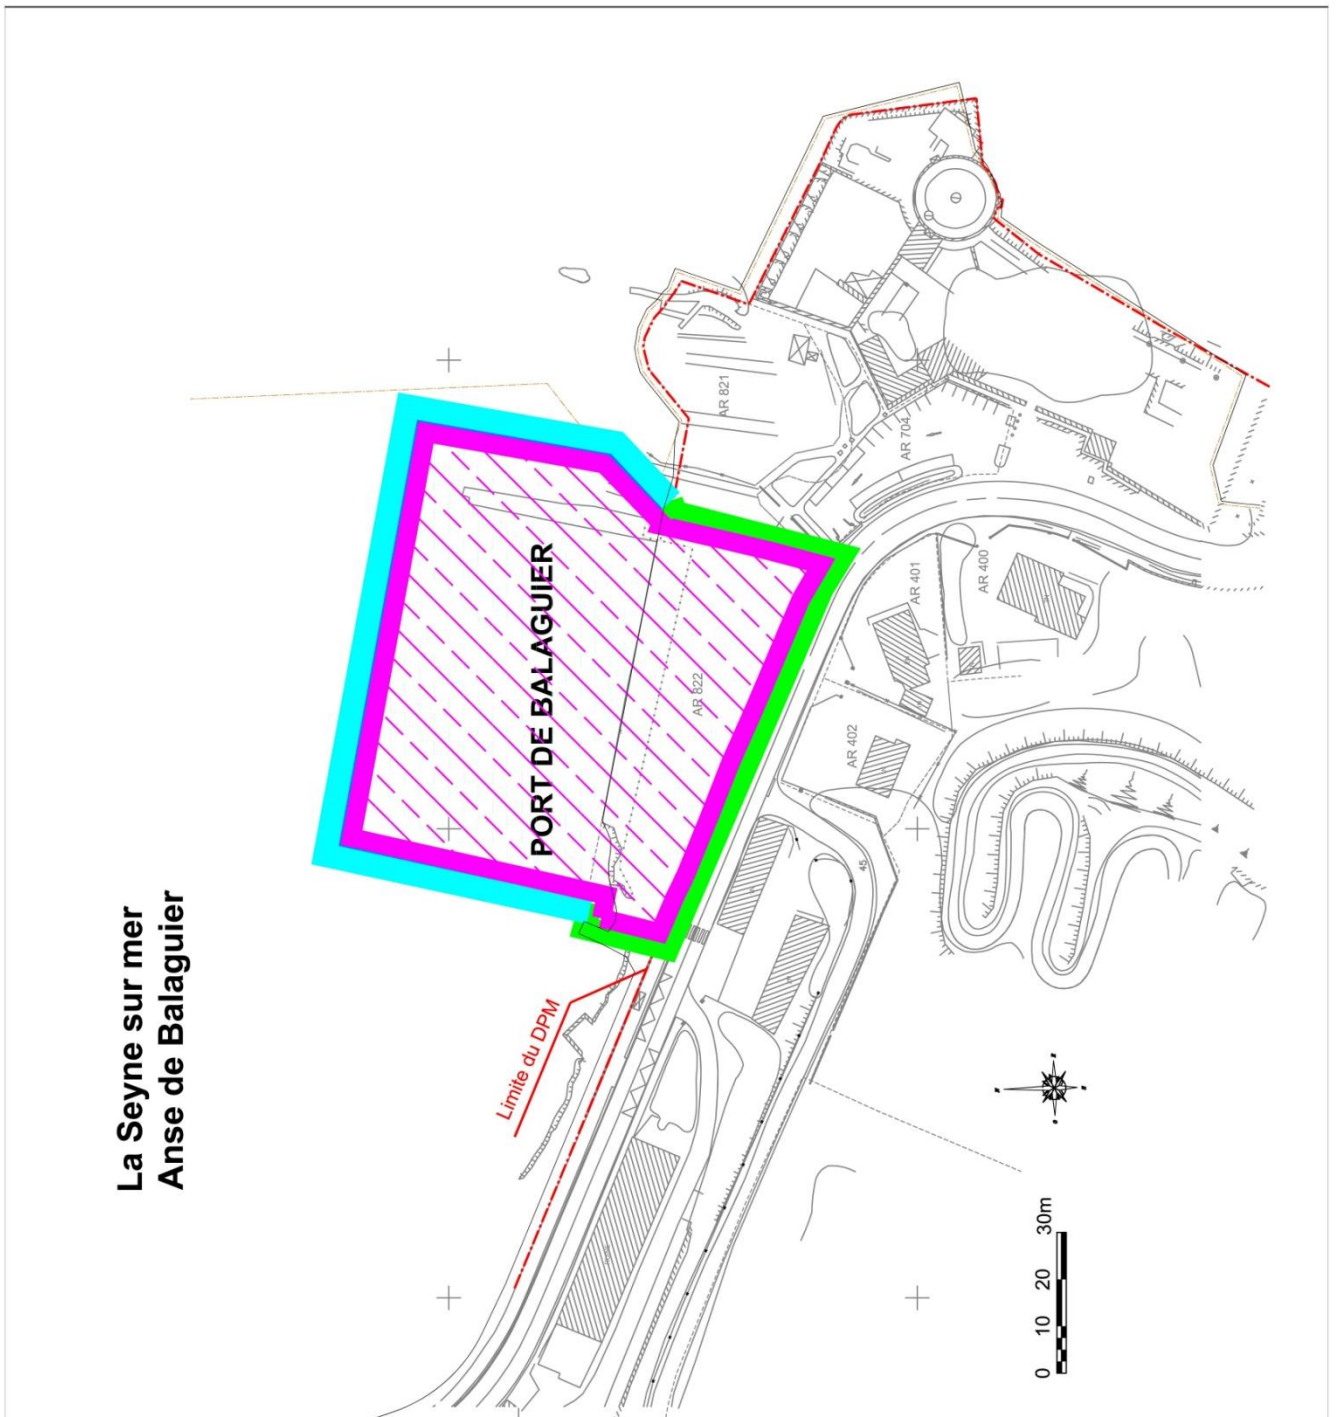 La Seyne sur mer
Anse de Balaguier
PORT DE BALAGUIER
Limite du DPM
AR 821
AR 704
AR 822
AR 401
AR 400
AR 402
45
0 10 20 30m